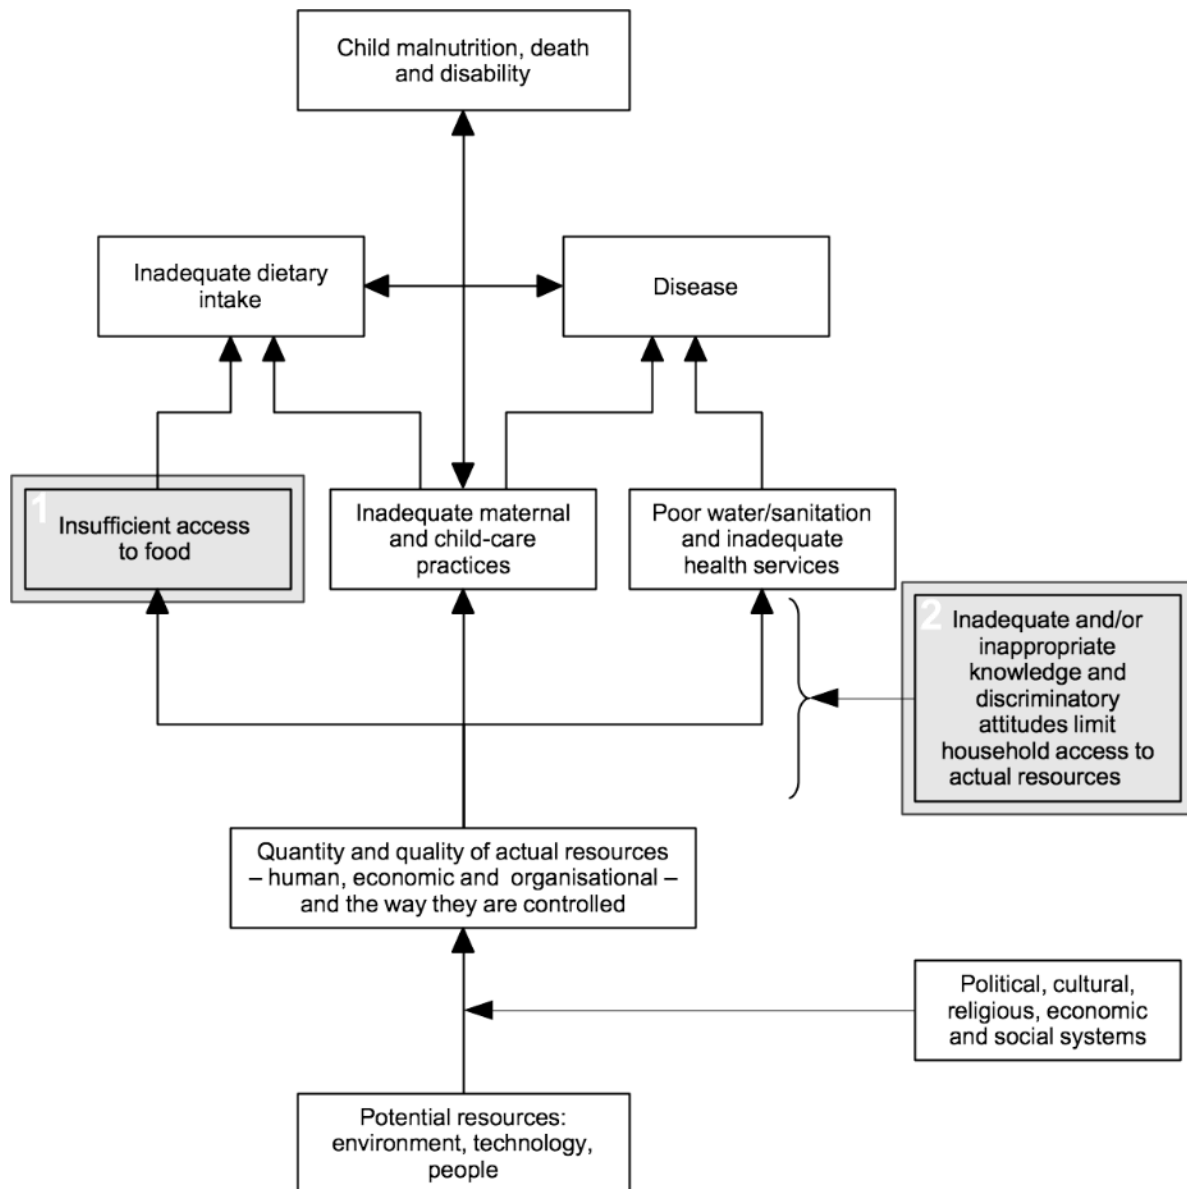 Child malnutrition, death
and disability
Inadequate dietary
intake
Disease
1
Insufficient access
to food
Inadequate maternal
and child-care
practices
Poor water/sanitation
and inadequate
health services
2
Inadequate and/or
inappropriate
knowledge and
discriminatory
attitudes limit
household access to
actual resources
Quantity and quality of actual resources
– human, economic and organisational –
and the way they are controlled
Political, cultural,
religious, economic
and social systems
Potential resources:
environment, technology,
people